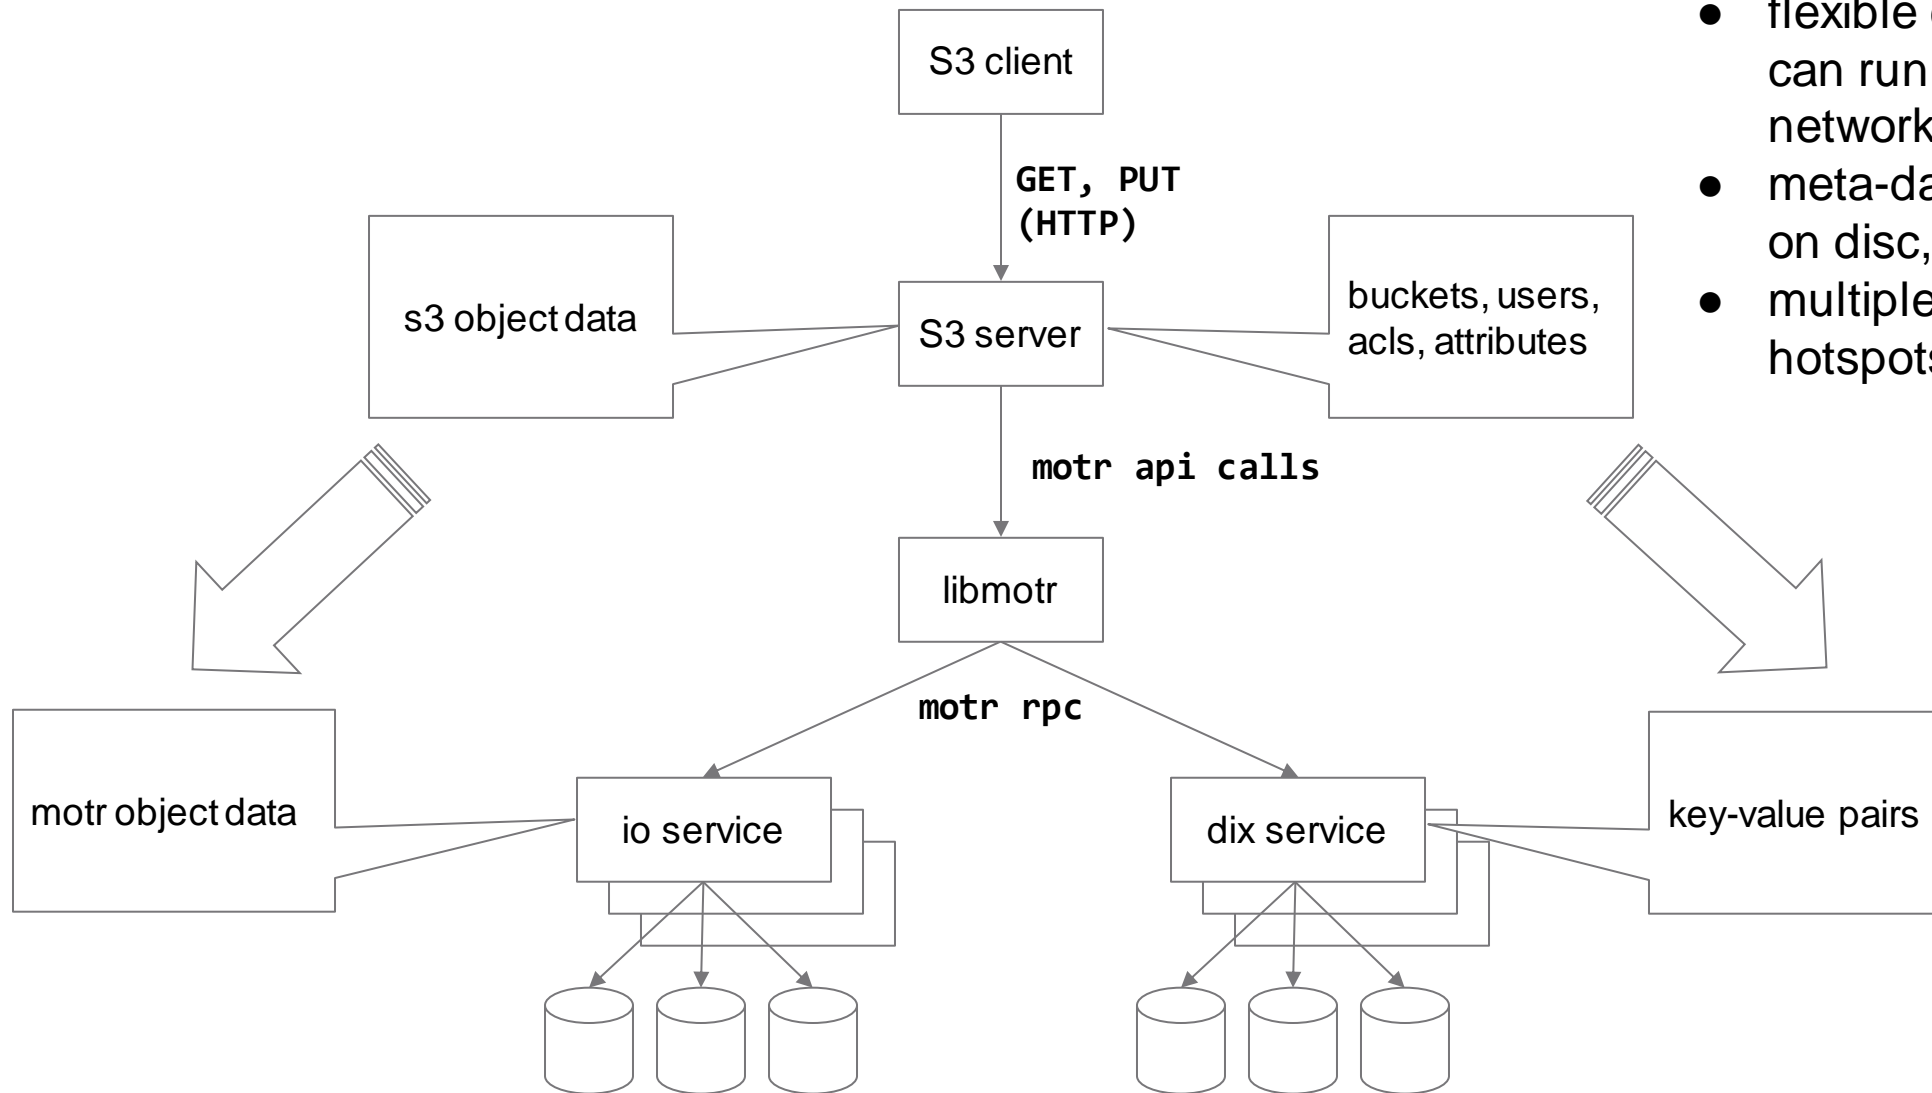 S3 client
GET, PUT
(HTTP)
s3 object data
S3 server
buckets, users,
acls, attributes
motr api calls
libmotr
motr rpc
motr object data
io service
dix service
key-value pairs
● flexible
can run
network
● meta-da
on disc,
● multiple
hotspots